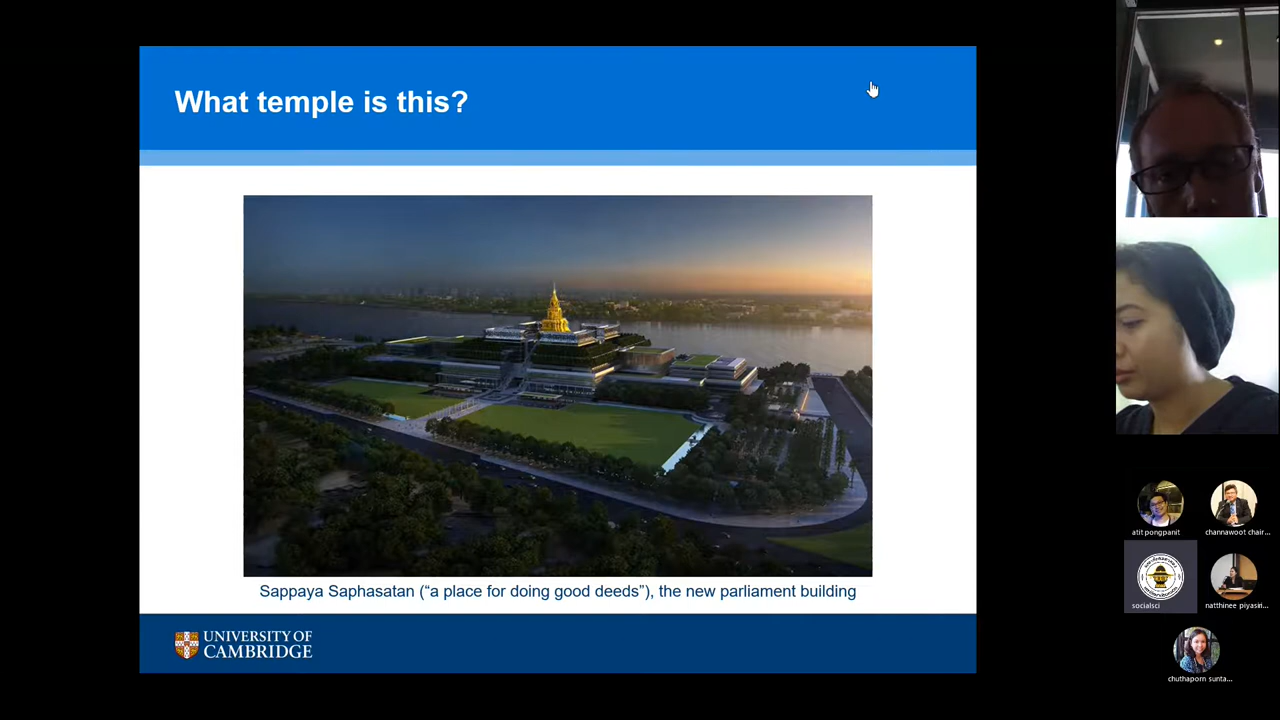 What temple is this?
Sappaya Saphasatan (“a place for doing good deeds”), the new parliament building
UNIVERSITY OF
CAMBRIDGE
atit pongpanit
channawoot chair...
socialsci
natthinee piyasiri...
chuthaporn sunta...